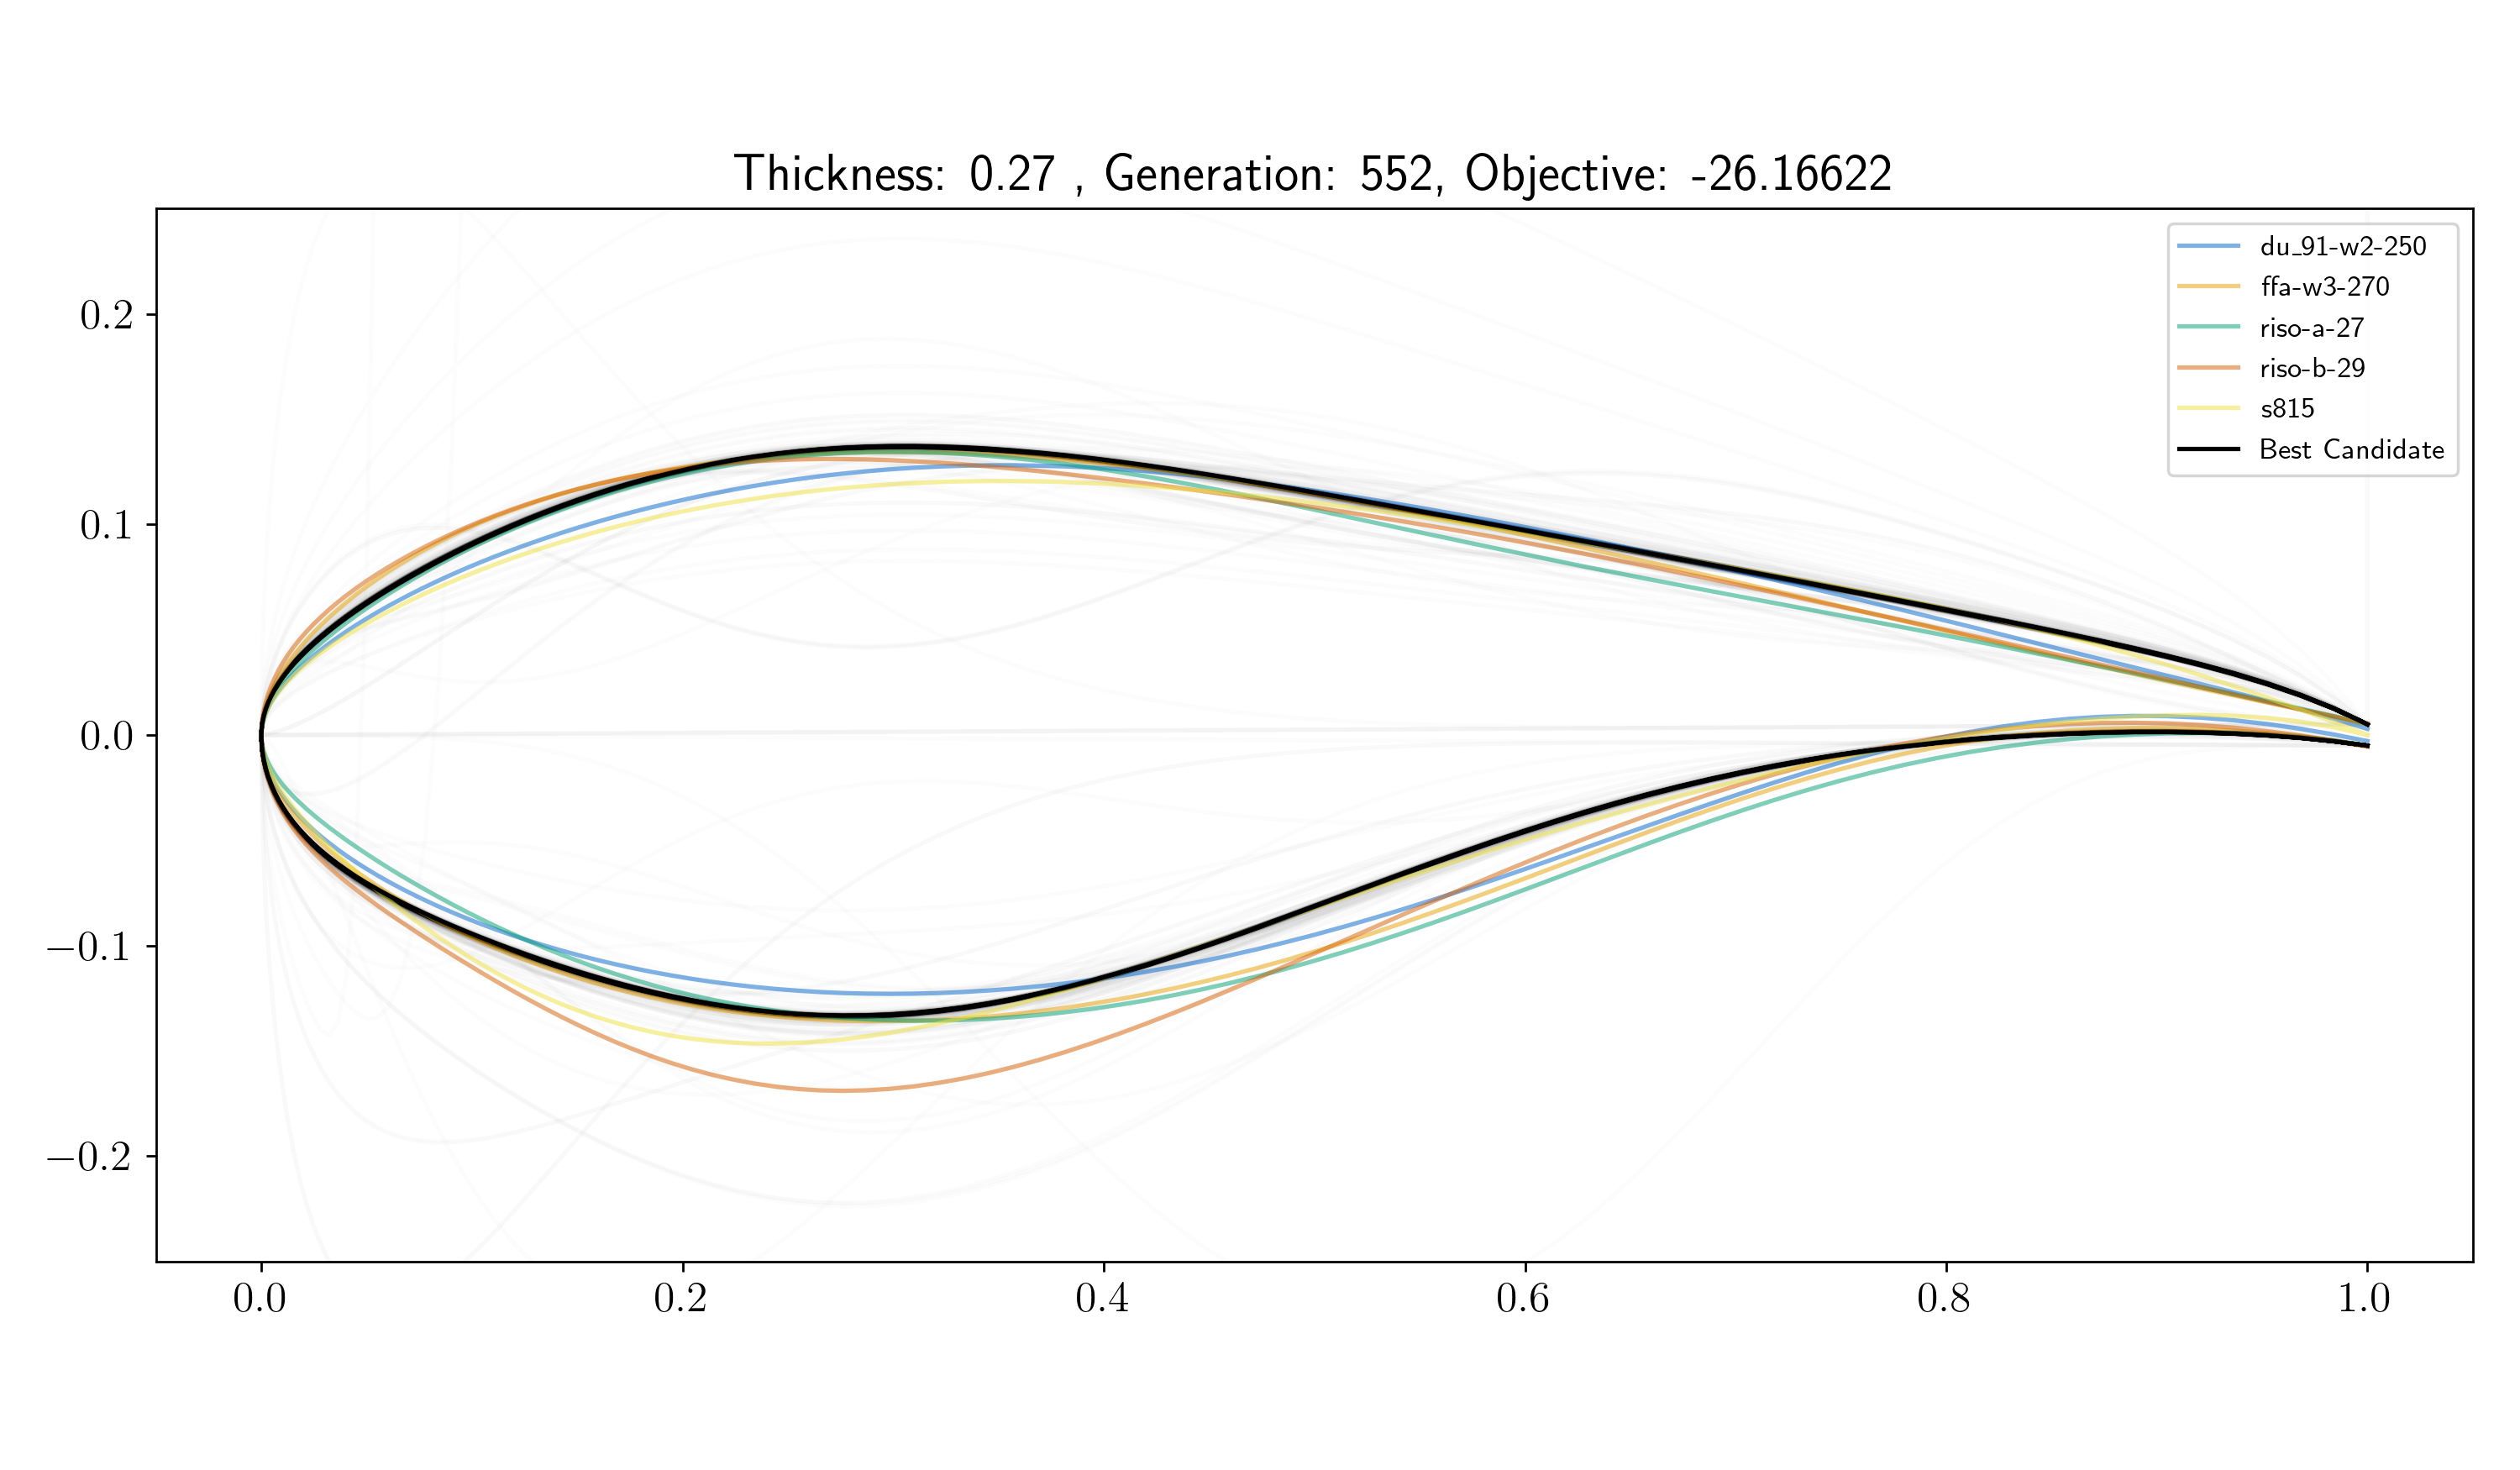 Thickness: 0.27 , Generation: 552, Objective: -26.16622
du_91-w2-250
ffa-w3-270
riso-a-27
riso-b-29
s815
Best Candidate
0.2
0.1
0.0
−0.1
−0.2
0.0 0.2 0.4 0.6 0.8 1.0